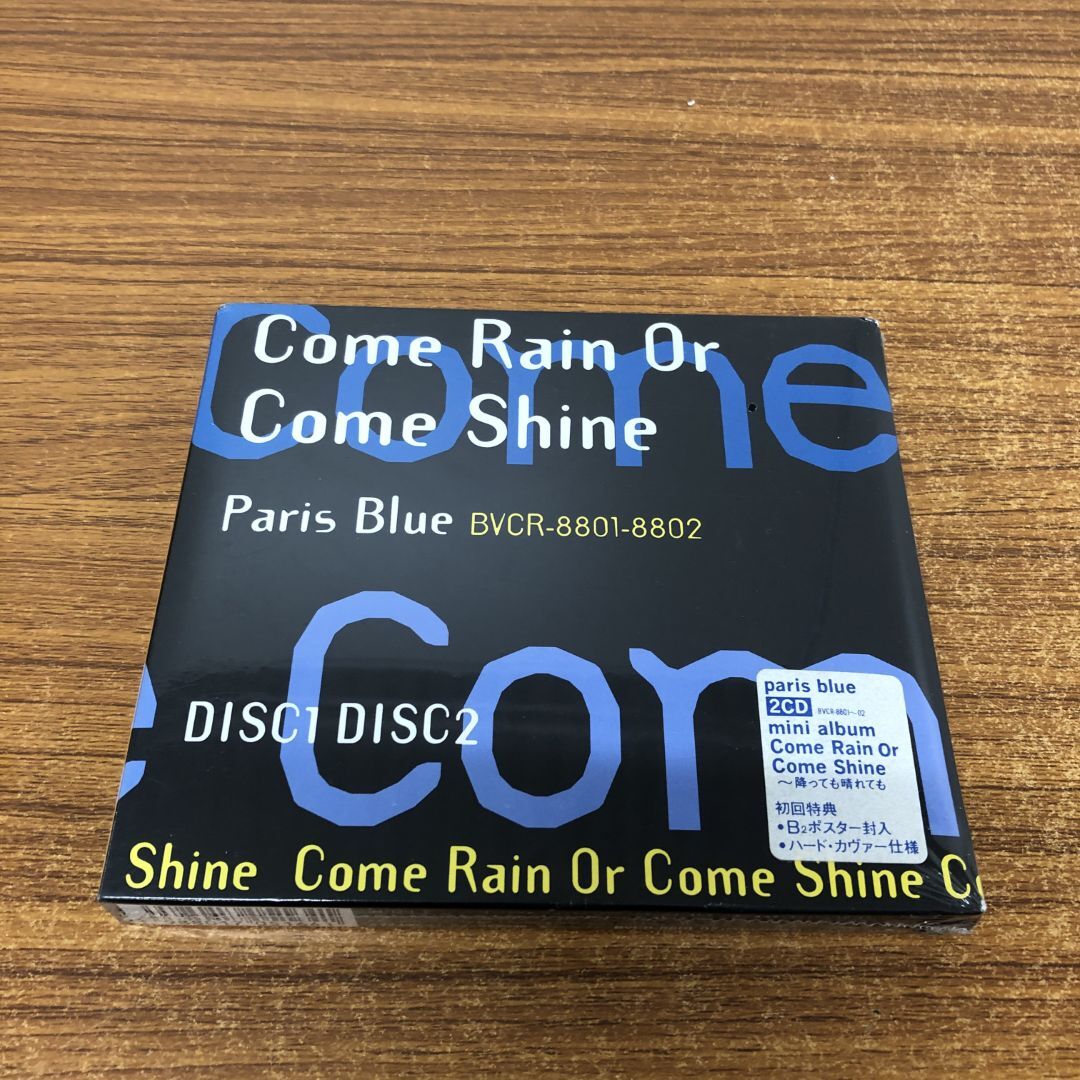 Come
Come Rain Or
Come Shine
Paris Blue BVCR-8801-8802
e Com
DISC1 DISC2
paris blue
2CD BVCR-8801~02
mini album
Come Rain Or
Come Shine
～降っても晴れても
初回特典
•B2ポスター封入
•ハード・カヴァー仕様
Shine Come Rain Or Come Shine Co